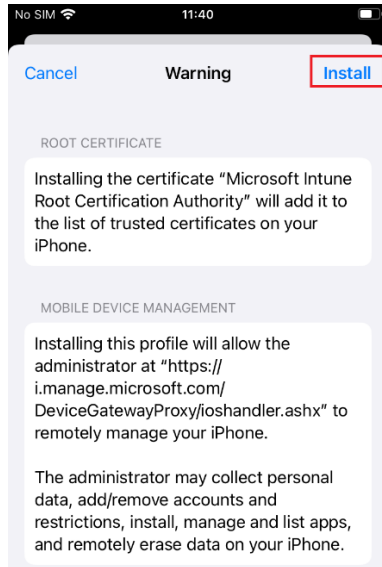 No SIM 11:40
Cancel Warning Install
ROOT CERTIFICATE
Installing the certificate “Microsoft Intune
Root Certification Authority” will add it to
the list of trusted certificates on your
iPhone.
MOBILE DEVICE MANAGEMENT
Installing this profile will allow the
administrator at “https://
i.manage.microsoft.com/
DeviceGatewayProxy/ioshandler.ashx” to
remotely manage your iPhone.
The administrator may collect personal
data, add/remove accounts and
restrictions, install, manage and list apps,
and remotely erase data on your iPhone.